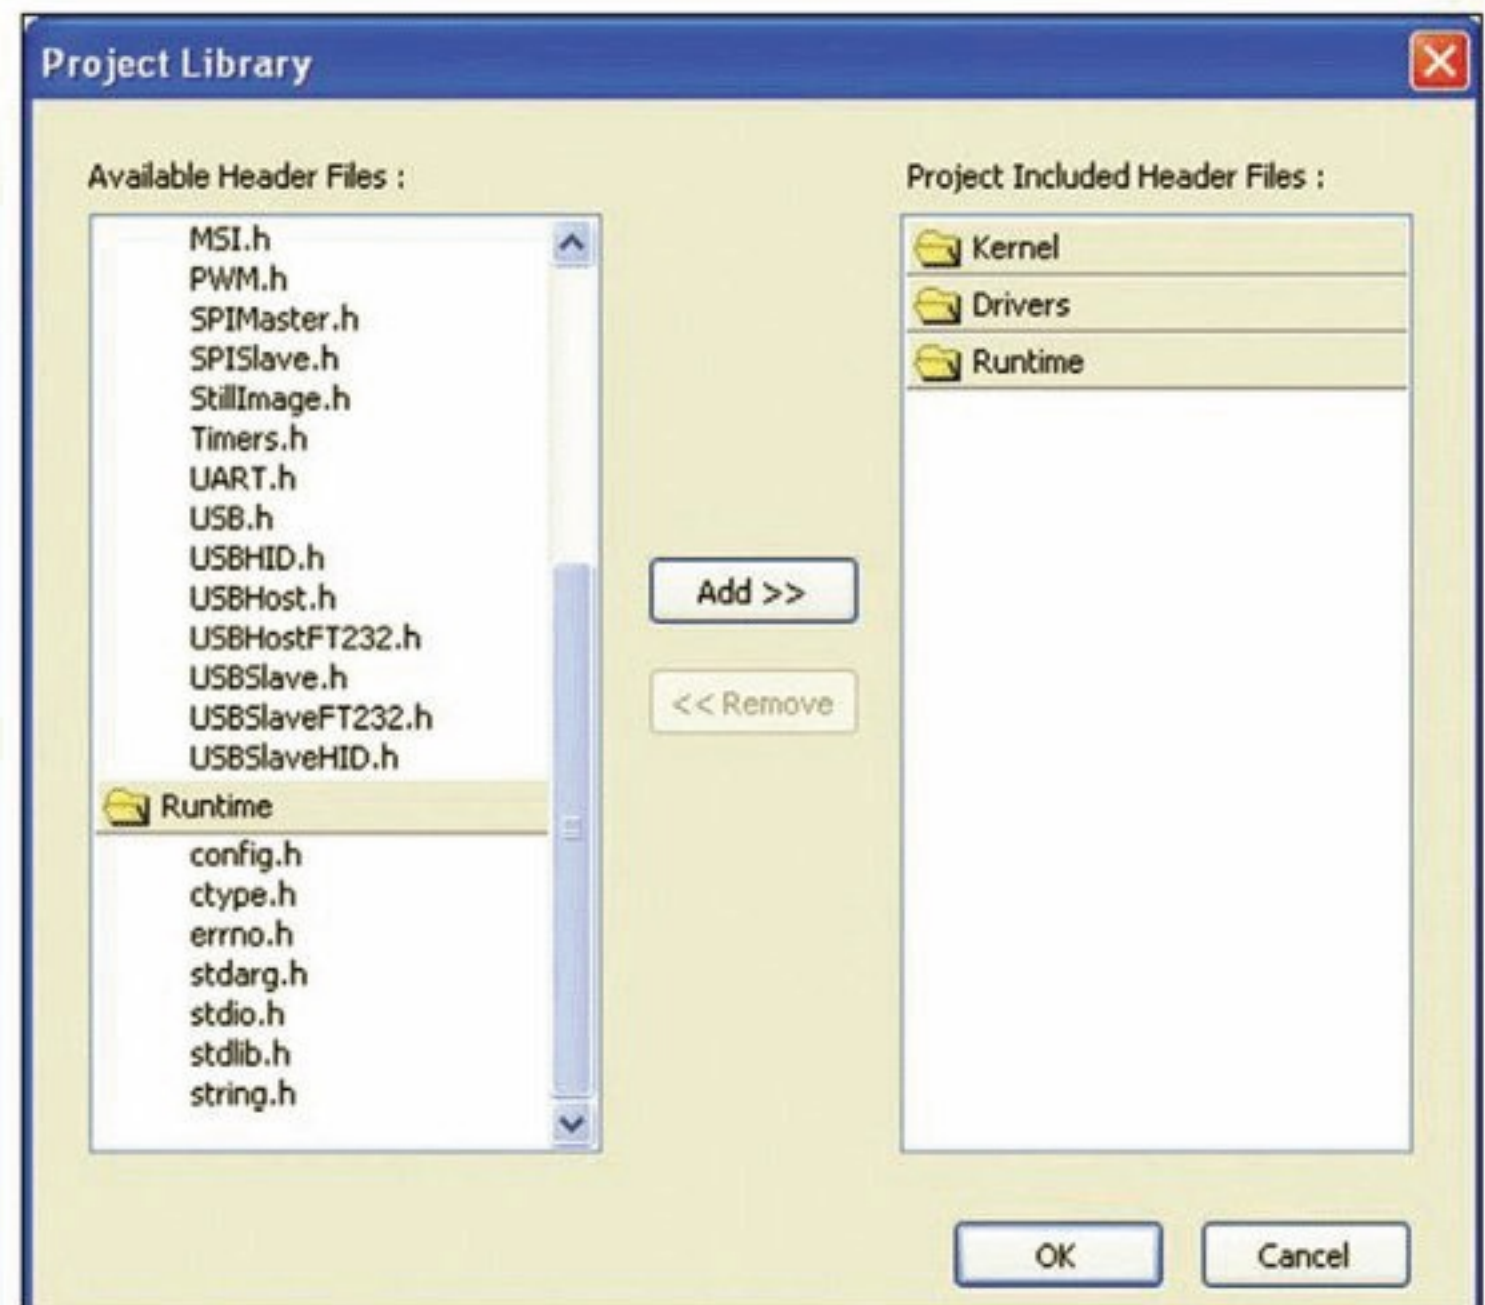 Project Library
Available Header Files :
MSI.h
PWM.h
SPIMaster.h
SPISlave.h
StillImage.h
Timers.h
UART.h
USB.h
USBHID.h
USBHost.h
USBHostFT232.h
USBSlave.h
USBSlaveFT232.h
USBSlaveHID.h
Runtime
config.h
ctype.h
errno.h
stdarg.h
stdio.h
stdlib.h
string.h
Add >>
<< Remove
Project Included Header Files :
Kernel
Drivers
Runtime
OK
Cancel